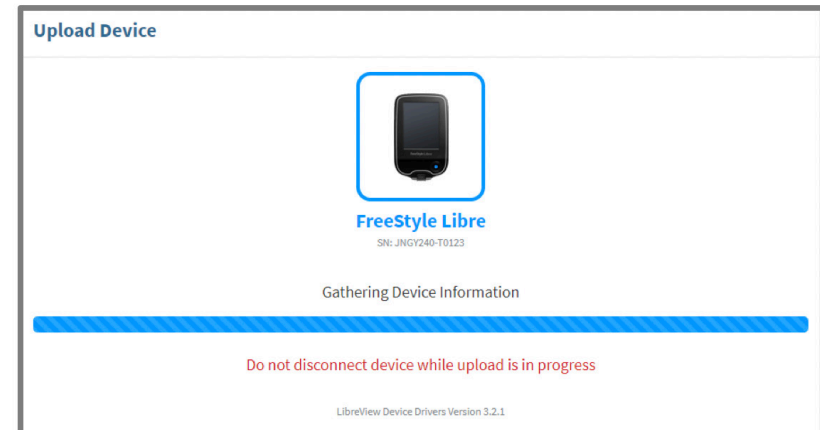 Upload Device
FreeStyle Libre
SN: JNGY240-T0123
Gathering Device Information
Do not disconnect device while upload is in progress
LibreView Device Drivers Version 3.2.1